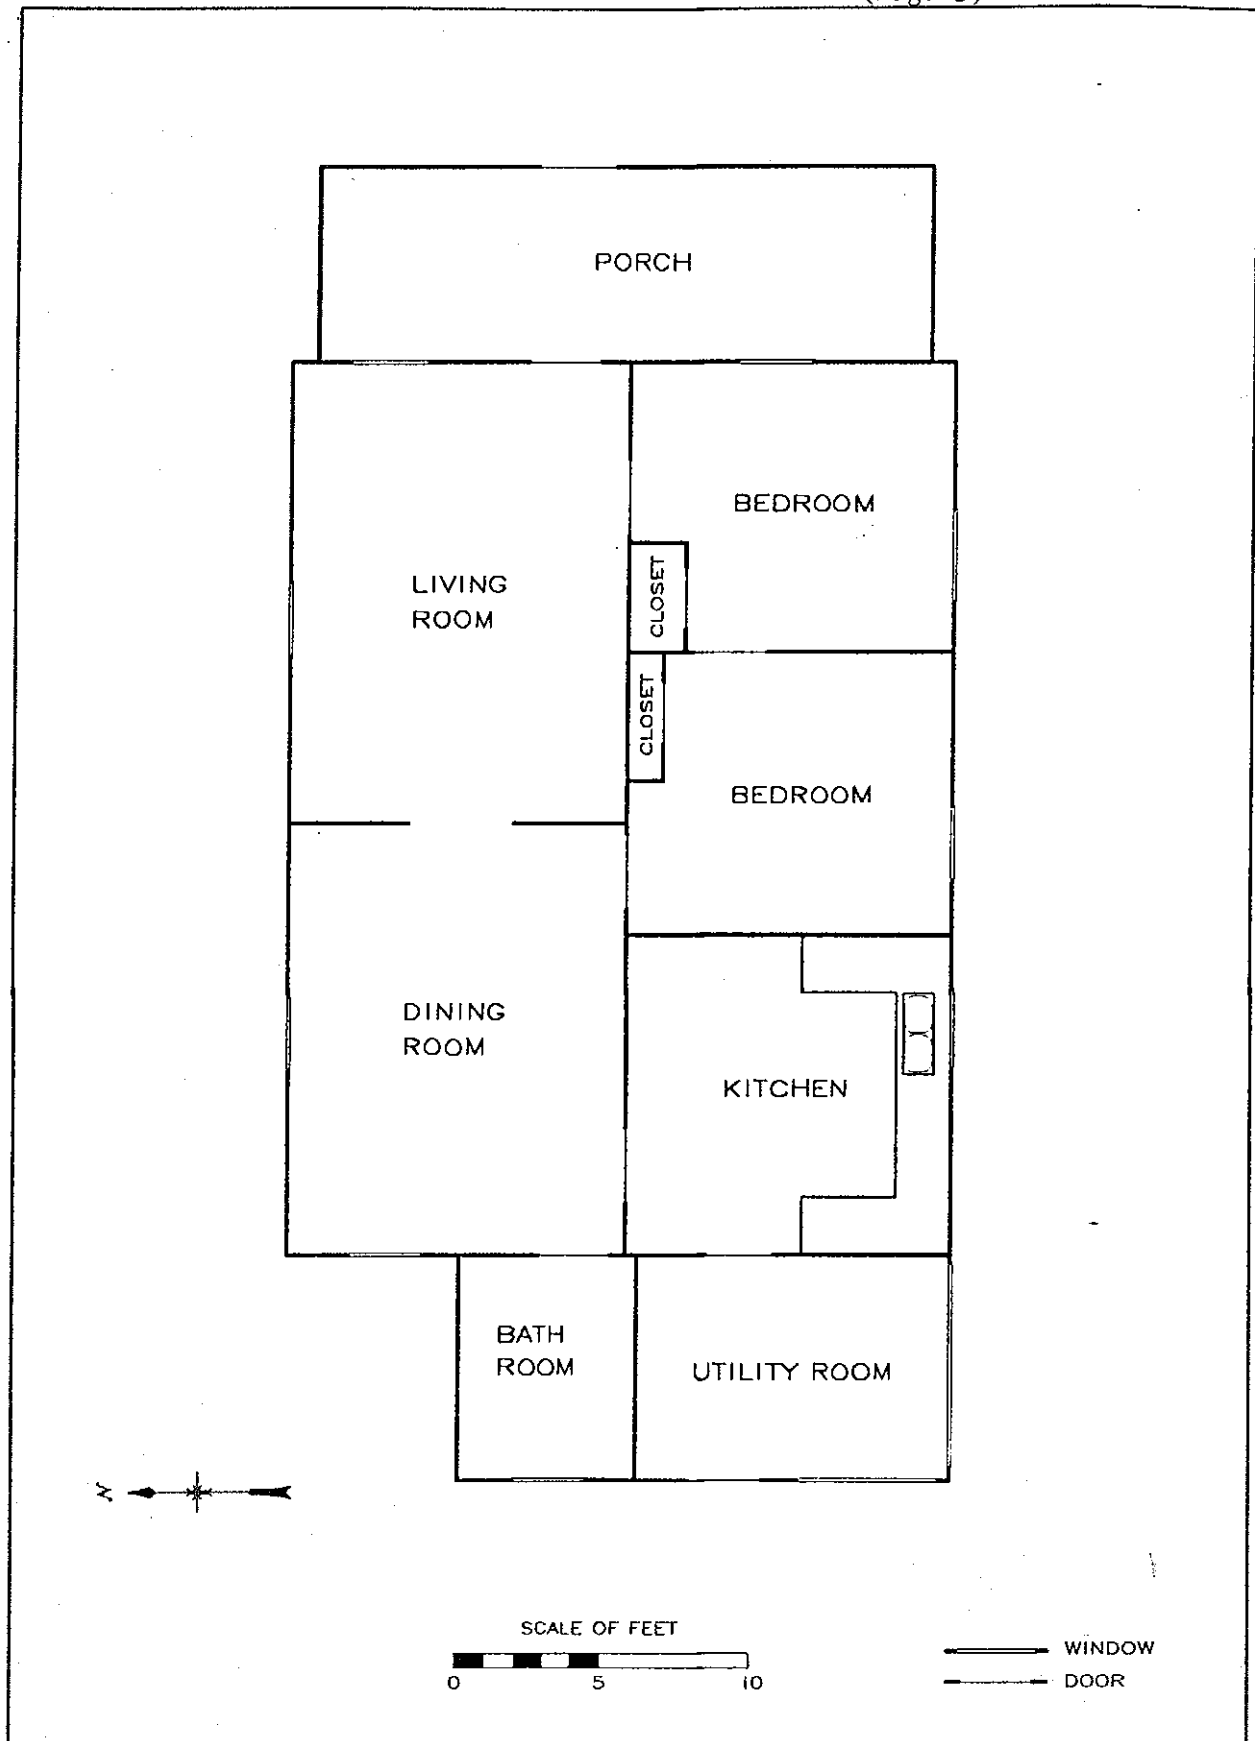 PORCH
BEDROOM
LIVING
ROOM
CLOSET
CLOSET
BEDROOM
DINING
ROOM
KITCHEN
BATH
ROOM
UTILITY ROOM
N
SCALE OF FEET
0 5 10
WINDOW
DOOR